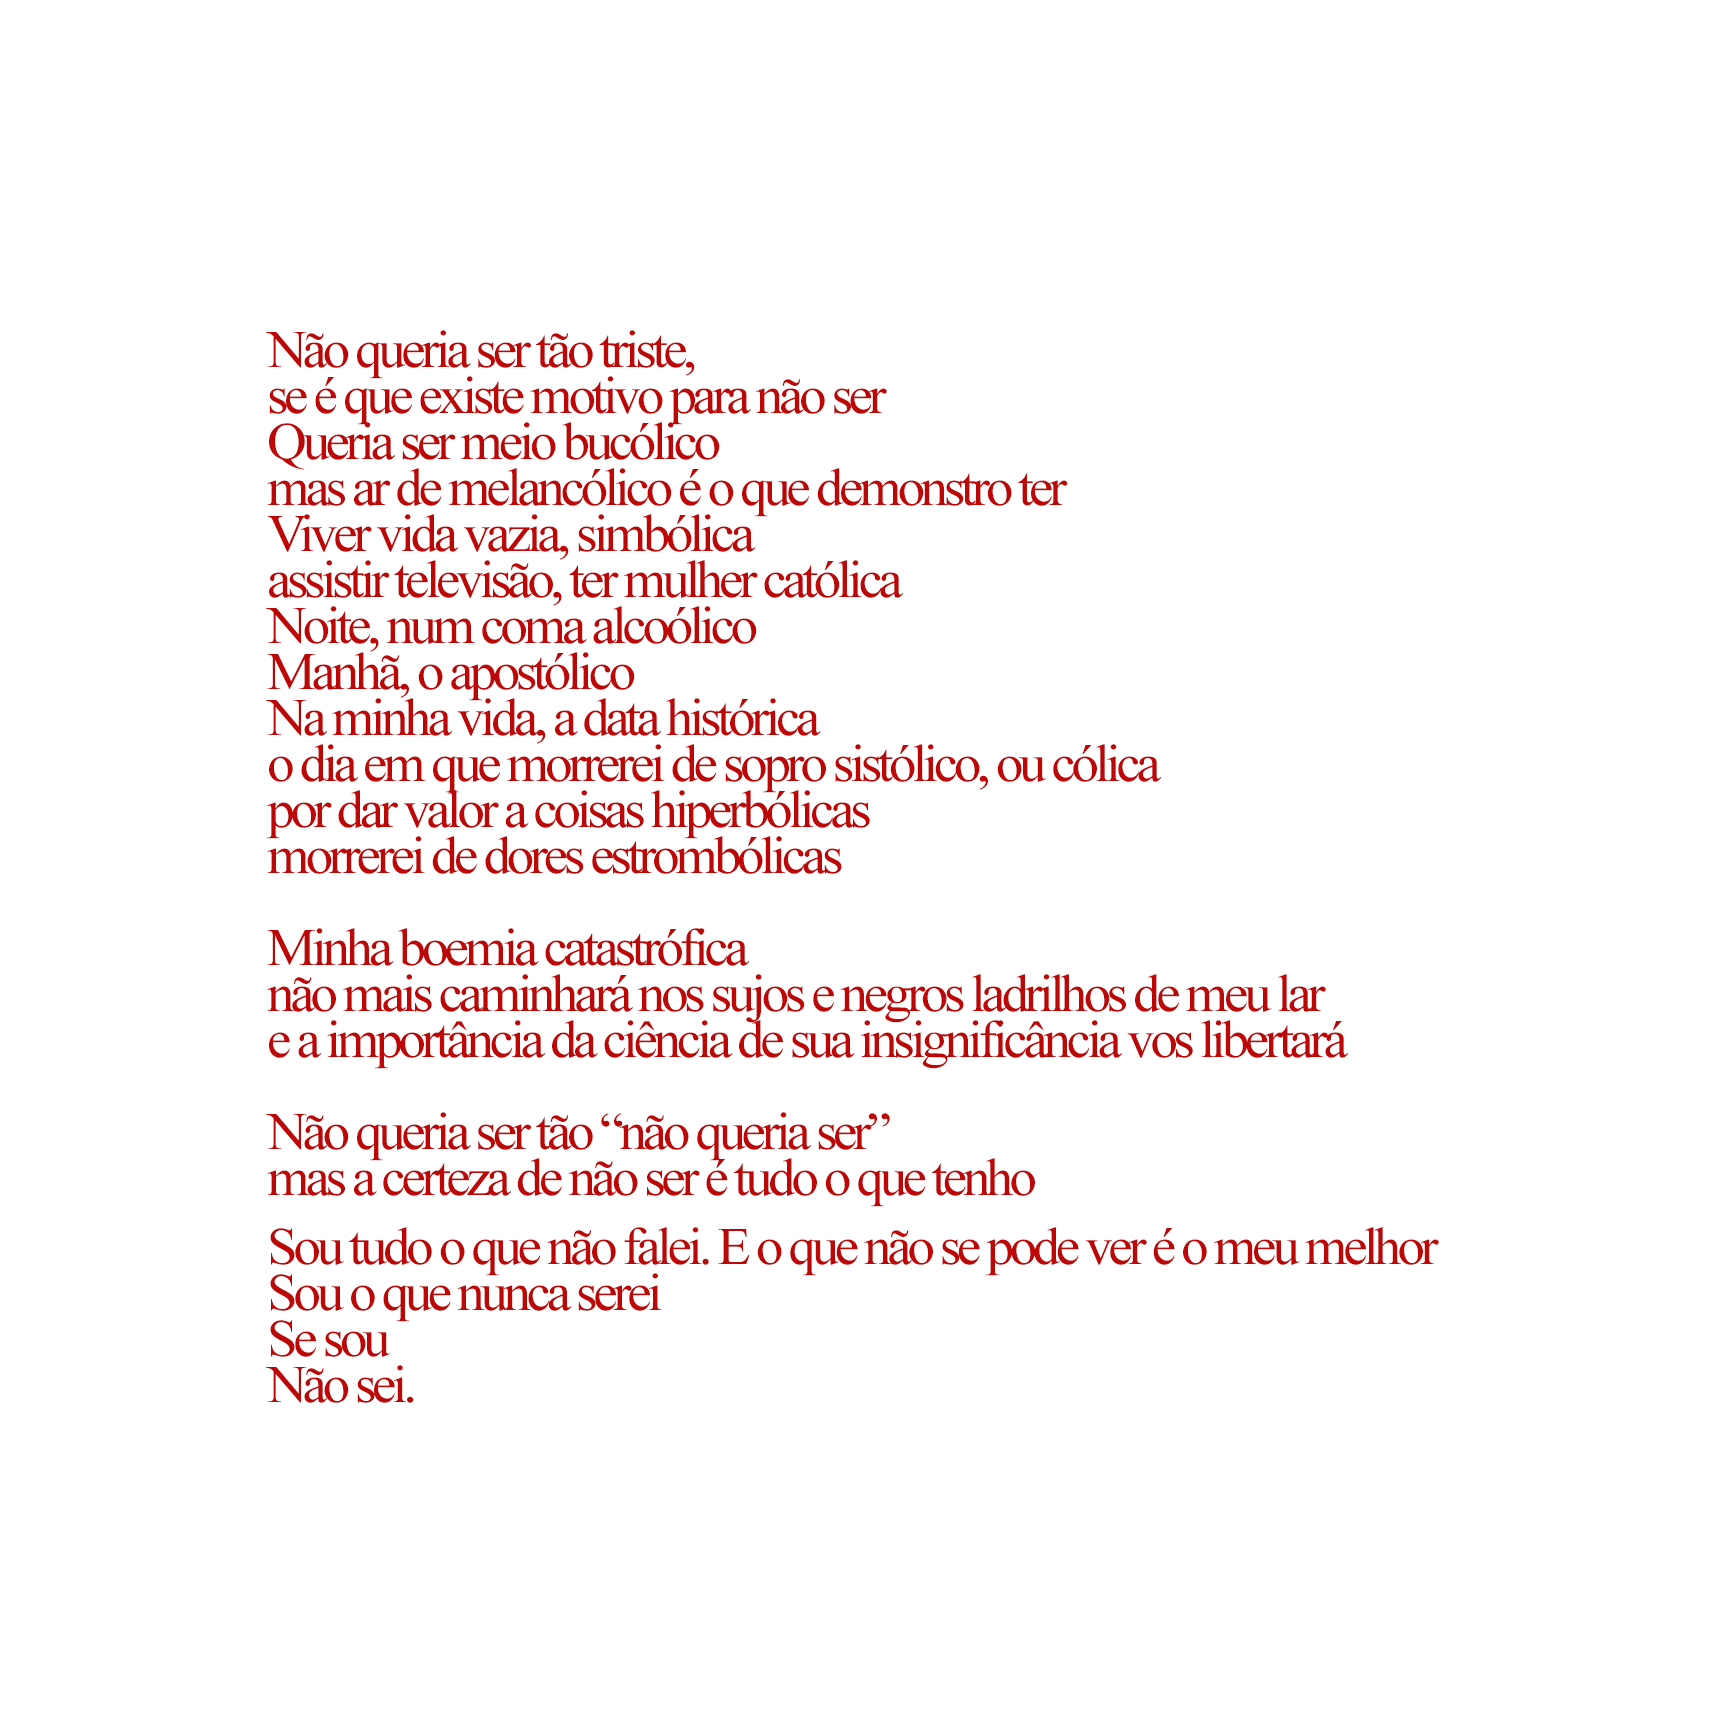 Não queria ser tão triste,
se é que existe motivo para não ser
Queria ser meio bucólico
mas ar de melancólico é o que demonstro ter
Viver vida vazia, simbólica
assistir televisão, ter mulher católica
Noite, num coma alcoólico
Manhã, o apostólico
Na minha vida, a data histórica
o dia em que morrerei de sopro sistólico, ou cólica
por dar valor a coisas hiperbólicas
morrerei de dores estrombólicas
Minha boemia catastrófica
não mais caminhará nos sujos e negros ladrilhos de meu lar
e a importância da ciência de sua insignificância vos libertará
Não queria ser tão “não queria ser”
mas a certeza de não ser é tudo o que tenho
Sou tudo o que não falei. E o que não se pode ver é o meu melhor
Sou o que nunca serei
Se sou
Não sei.